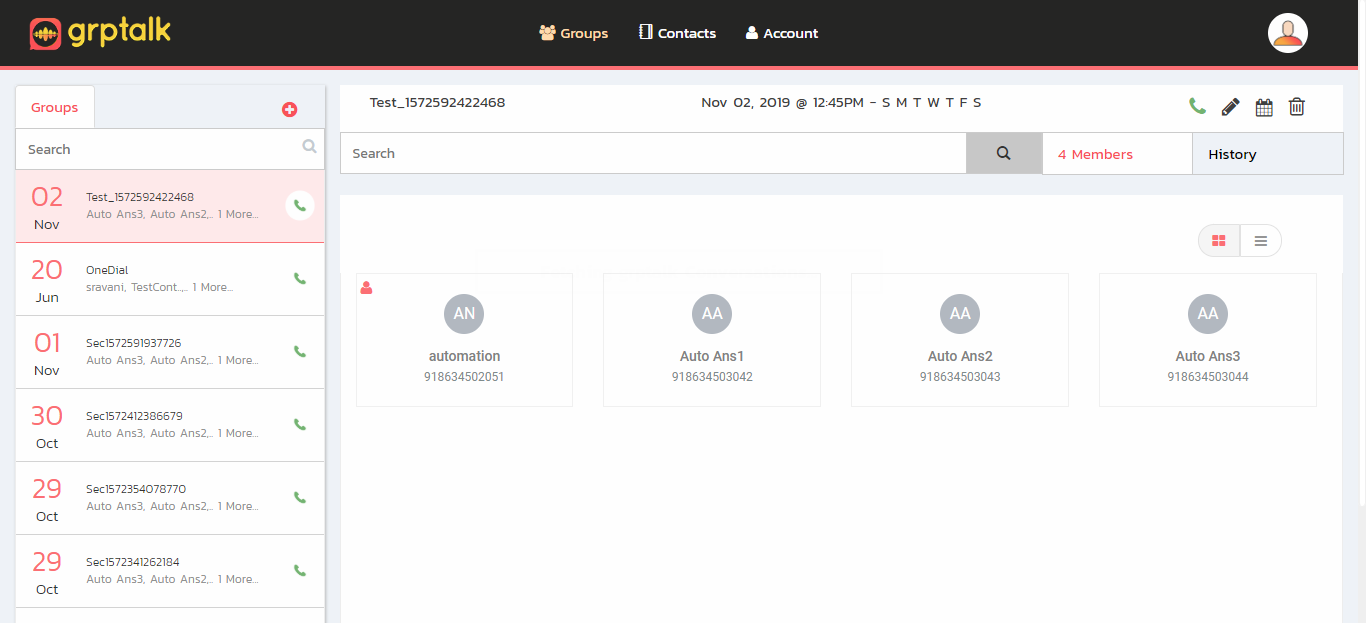 grptalk
Groups
Contacts
Account
Groups
Search
02
Nov
Test_1572592422468
Auto Ans3, Auto Ans2,.. 1 More...
20
Jun
OneDial
sravani, TestCont..,.. 1 More...
01
Nov
Sec1572591937726
Auto Ans3, Auto Ans2,.. 1 More...
30
Oct
Sec1572412386679
Auto Ans3, Auto Ans2,.. 1 More...
29
Oct
Sec1572354078770
Auto Ans3, Auto Ans2,.. 1 More...
29
Oct
Sec1572341262184
Auto Ans3, Auto Ans2,.. 1 More...
Test_1572592422468
Nov 02, 2019 @ 12:45PM - S M T W T F S
Search
4 Members
History
AN
automation
918634502051
AA
Auto Ans1
918634503042
AA
Auto Ans2
918634503043
AA
Auto Ans3
918634503044